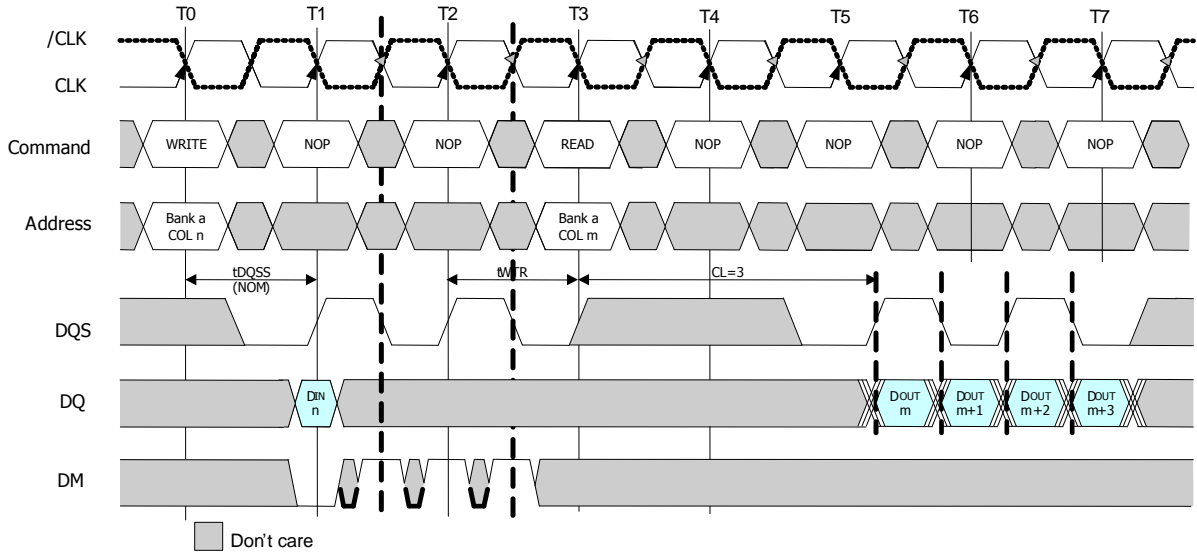 T0 T1 T2 T3 T4 T5 T6 T7
/CLK
CLK
Command WRITE NOP NOP READ NOP NOP NOP NOP
Address Bank a COL n Bank a COL m
tDQSS (NOM) tWTR CL=3
DQS
DQ DIN n DOUT m DOUT m+1 DOUT m+2 DOUT m+3
DM
Don't care